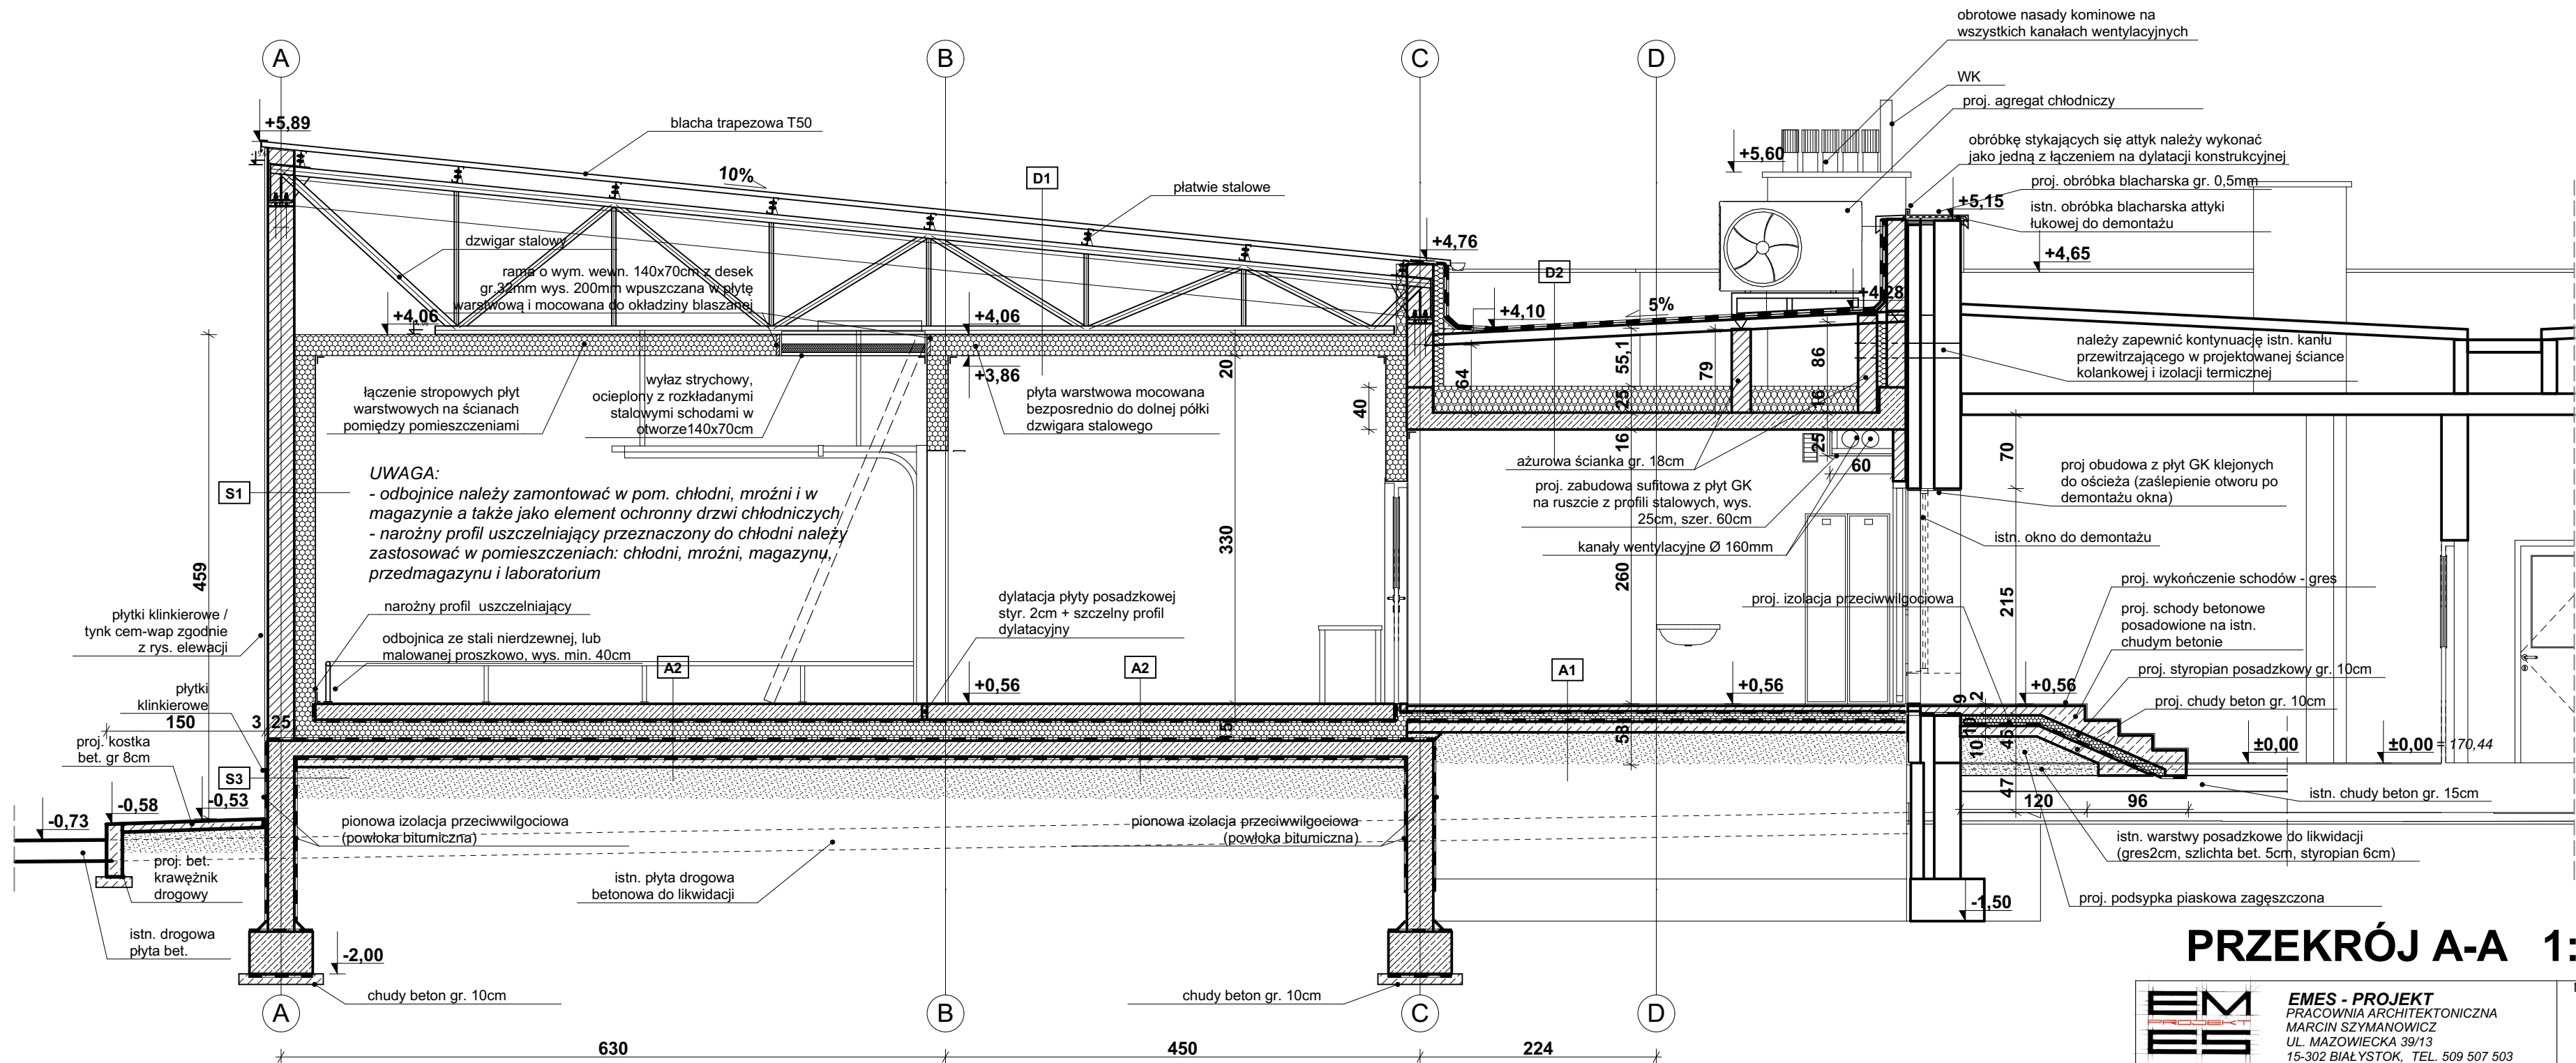 obrotowe nasady kominowe na
wszystkich kanałach wentylacyjnych
A
B
C
D
WK
proj. agregat chłodniczy
+5,89
blacha trapezowa T50
obróbkę stykających się attyk należy wykonać
jako jedną z łączeniem na dylatacji konstrukcyjnej
+5,60
10%
D1
płatwie stalowe
proj. obróbka blacharska gr. 0,5mm
+5,15
istn. obróbka blacharska attyki
łukowej do demontażu
dzwigar stalowy
+4,76
+4,65
rama o wym. wewn. 140x70cm z desek
gr.32mm wys. 200mm wpuszczana w płytę
warstwową i mocowana do okładziny blaszanej
D2
+4,28
+4,06
+4,06
+4,10
5%
należy zapewnić kontynuację istn. kanłu
przewitrzającego w projektowanej ściance
kolankowej i izolacji termicznej
+3,86
20
64
55,1
79
86
łączenie stropowych płyt
warstwowych na ścianach
pomiędzy pomieszczeniami
wyłaz strychowy,
ocieplony z rozkładanymi
stalowymi schodami w
otworze140x70cm
płyta warstwowa mocowana
bezposrednio do dolnej półki
dzwigara stalowego
40
25
16
16
25
60
70
ażurowa ścianka gr. 18cm
UWAGA:
- odbojnice należy zamontować w pom. chłodni, mroźni i w
magazynie a także jako element ochronny drzwi chłodniczych
- narożny profil uszczelniający przeznaczony do chłodni należy
zastosować w pomieszczeniach: chłodni, mroźni, magazynu,
przedmagazynu i laboratorium
S1
proj. zabudowa sufitowa z płyt GK
na ruszcie z profili stalowych, wys.
25cm, szer. 60cm
proj obudowa z płyt GK klejonych
do ościeża (zaślepienie otworu po
demontażu okna)
kanały wentylacyjne Ø 160mm
istn. okno do demontażu
459
330
260
215
płytki klinkierowe /
tynk cem-wap zgodnie
z rys. elewacji
narożny profil uszczelniający
odbojnica ze stali nierdzewnej, lub
malowanej proszkowo, wys. min. 40cm
dylatacja płyty posadzkowej
styr. 2cm + szczelny profil
dylatacyjny
proj. izolacja przeciwwilgociowa
proj. wykończenie schodów - gres
proj. schody betonowe
posadowione na istn.
chudym betonie
proj. styropian posadzkowy gr. 10cm
proj. chudy beton gr. 10cm
A2
A2
A1
+0,56
+0,56
+0,56
płytki
klinkierowe
150
3
25
15
58
9
2
10
10
45
47
±0,00
±0,00 = 170,44
proj. kostka
bet. gr 8cm
S3
-0,58
-0,53
-0,73
120
96
istn. chudy beton gr. 15cm
pionowa izolacja przeciwwilgociowa
(powłoka bitumiczna)
pionowa izolacja przeciwwilgociowa
(powłoka bitumiczna)
istn. warstwy posadzkowe do likwidacji
(gres2cm, szlichta bet. 5cm, styropian 6cm)
proj. bet.
krawężnik
drogowy
istn. płyta drogowa
betonowa do likwidacji
proj. podsypka piaskowa zagęszczona
-1,50
istn. drogowa
płyta bet.
-2,00
chudy beton gr. 10cm
chudy beton gr. 10cm
PRZEKRÓJ A-A 1:
A
B
C
D
630
450
224
EM
PROJEKT
ES
EMES - PROJEKT
PRACOWNIA ARCHITEKTONICZNA
MARCIN SZYMANOWICZ
UL. MAZOWIECKA 39/13
15-302 BIAŁYSTOK, TEL. 509 507 503